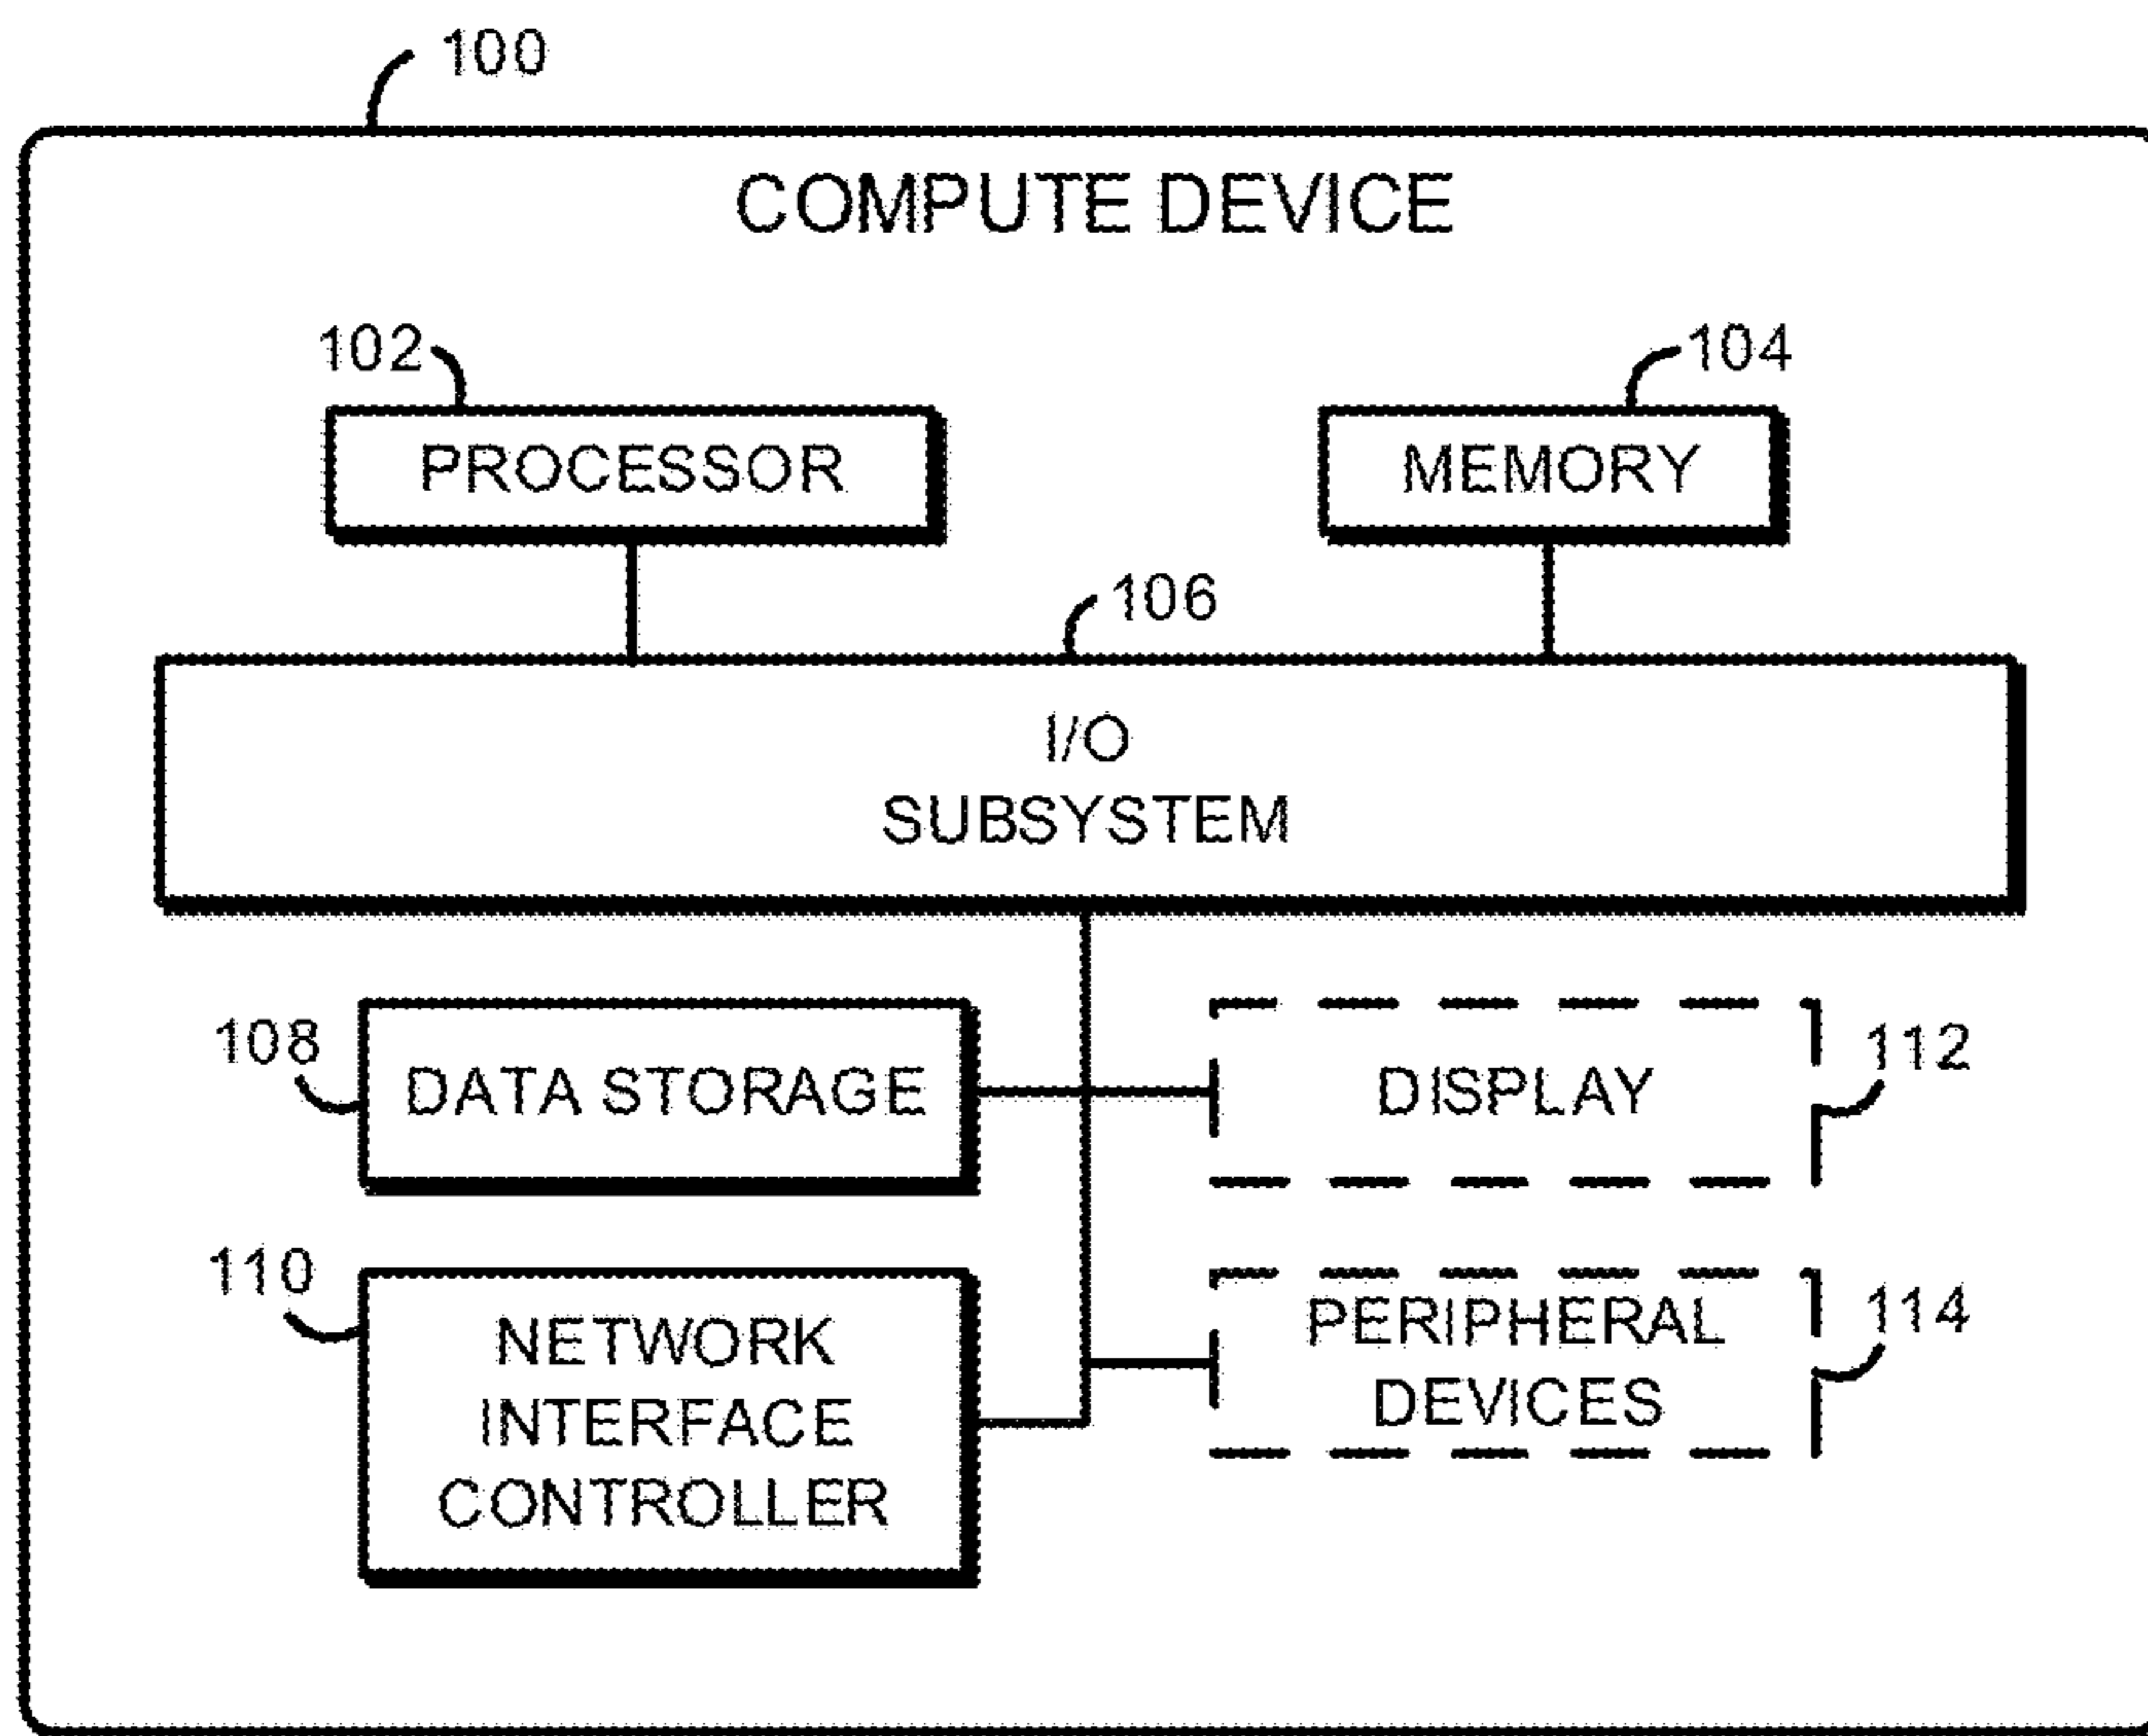 100
COMPUTE DEVICE
102
104
PROCESSOR
MEMORY
106
I/O
SUBSYSTEM
108
DATA STORAGE
DISPLAY
112
110
NETWORK
INTERFACE
CONTROLLER
PERIPHERAL
DEVICES
114